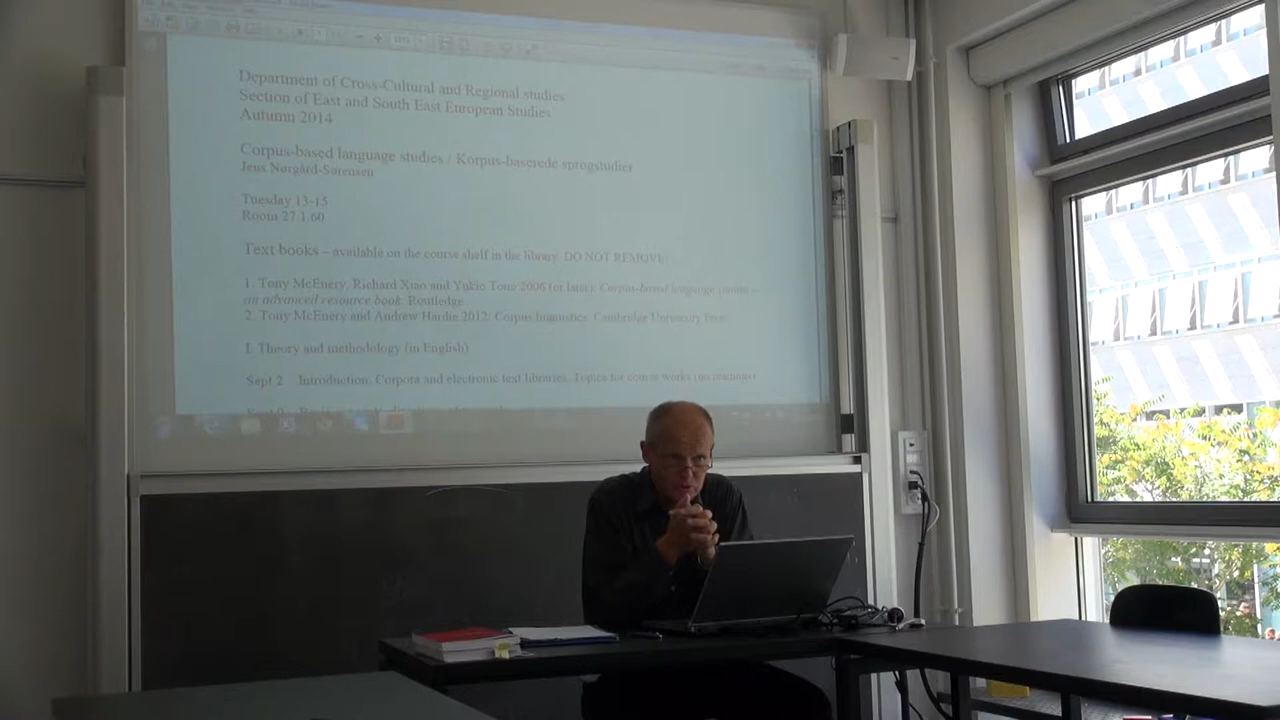 Department of Cross-Cultural and Regional studies
Section of East and South East European Studies
Autumn 2014
Corpus-based language studies / Korpus-baserede sprogstudier
Jens Nørgård-Sørensen
Tuesday 13-15
Room 27.1.60
Text books – available on the course shelf in the library. DO NOT REMOVE!
1. Tony McEnery, Richard Xiao and Yukio Tono 2006 (or later): Corpus-based language studies –
an advanced resource book. Routledge
2. Tony McEnery and Andrew Hardie 2012: Corpus linguistics. Cambridge University Press
I. Theory and methodology (in English)
Sept 2 Introduction. Corpora and electronic text libraries. Topics for course works (no readings)